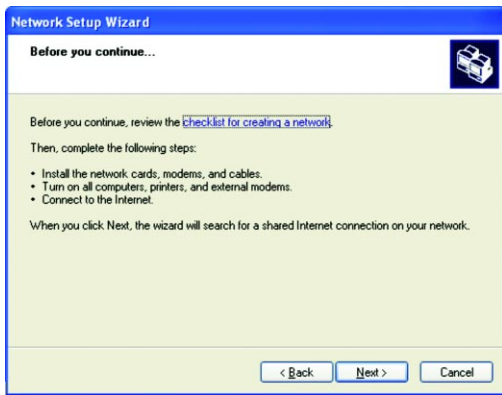 Network Setup Wizard
Before you continue...
Before you continue, review the checklist for creating a network.
Then, complete the following steps:
• Install the network cards, modems, and cables.
• Turn on all computers, printers, and external modems.
• Connect to the Internet.
When you click Next, the wizard will search for a shared Internet connection on your network.
< Back Next > Cancel